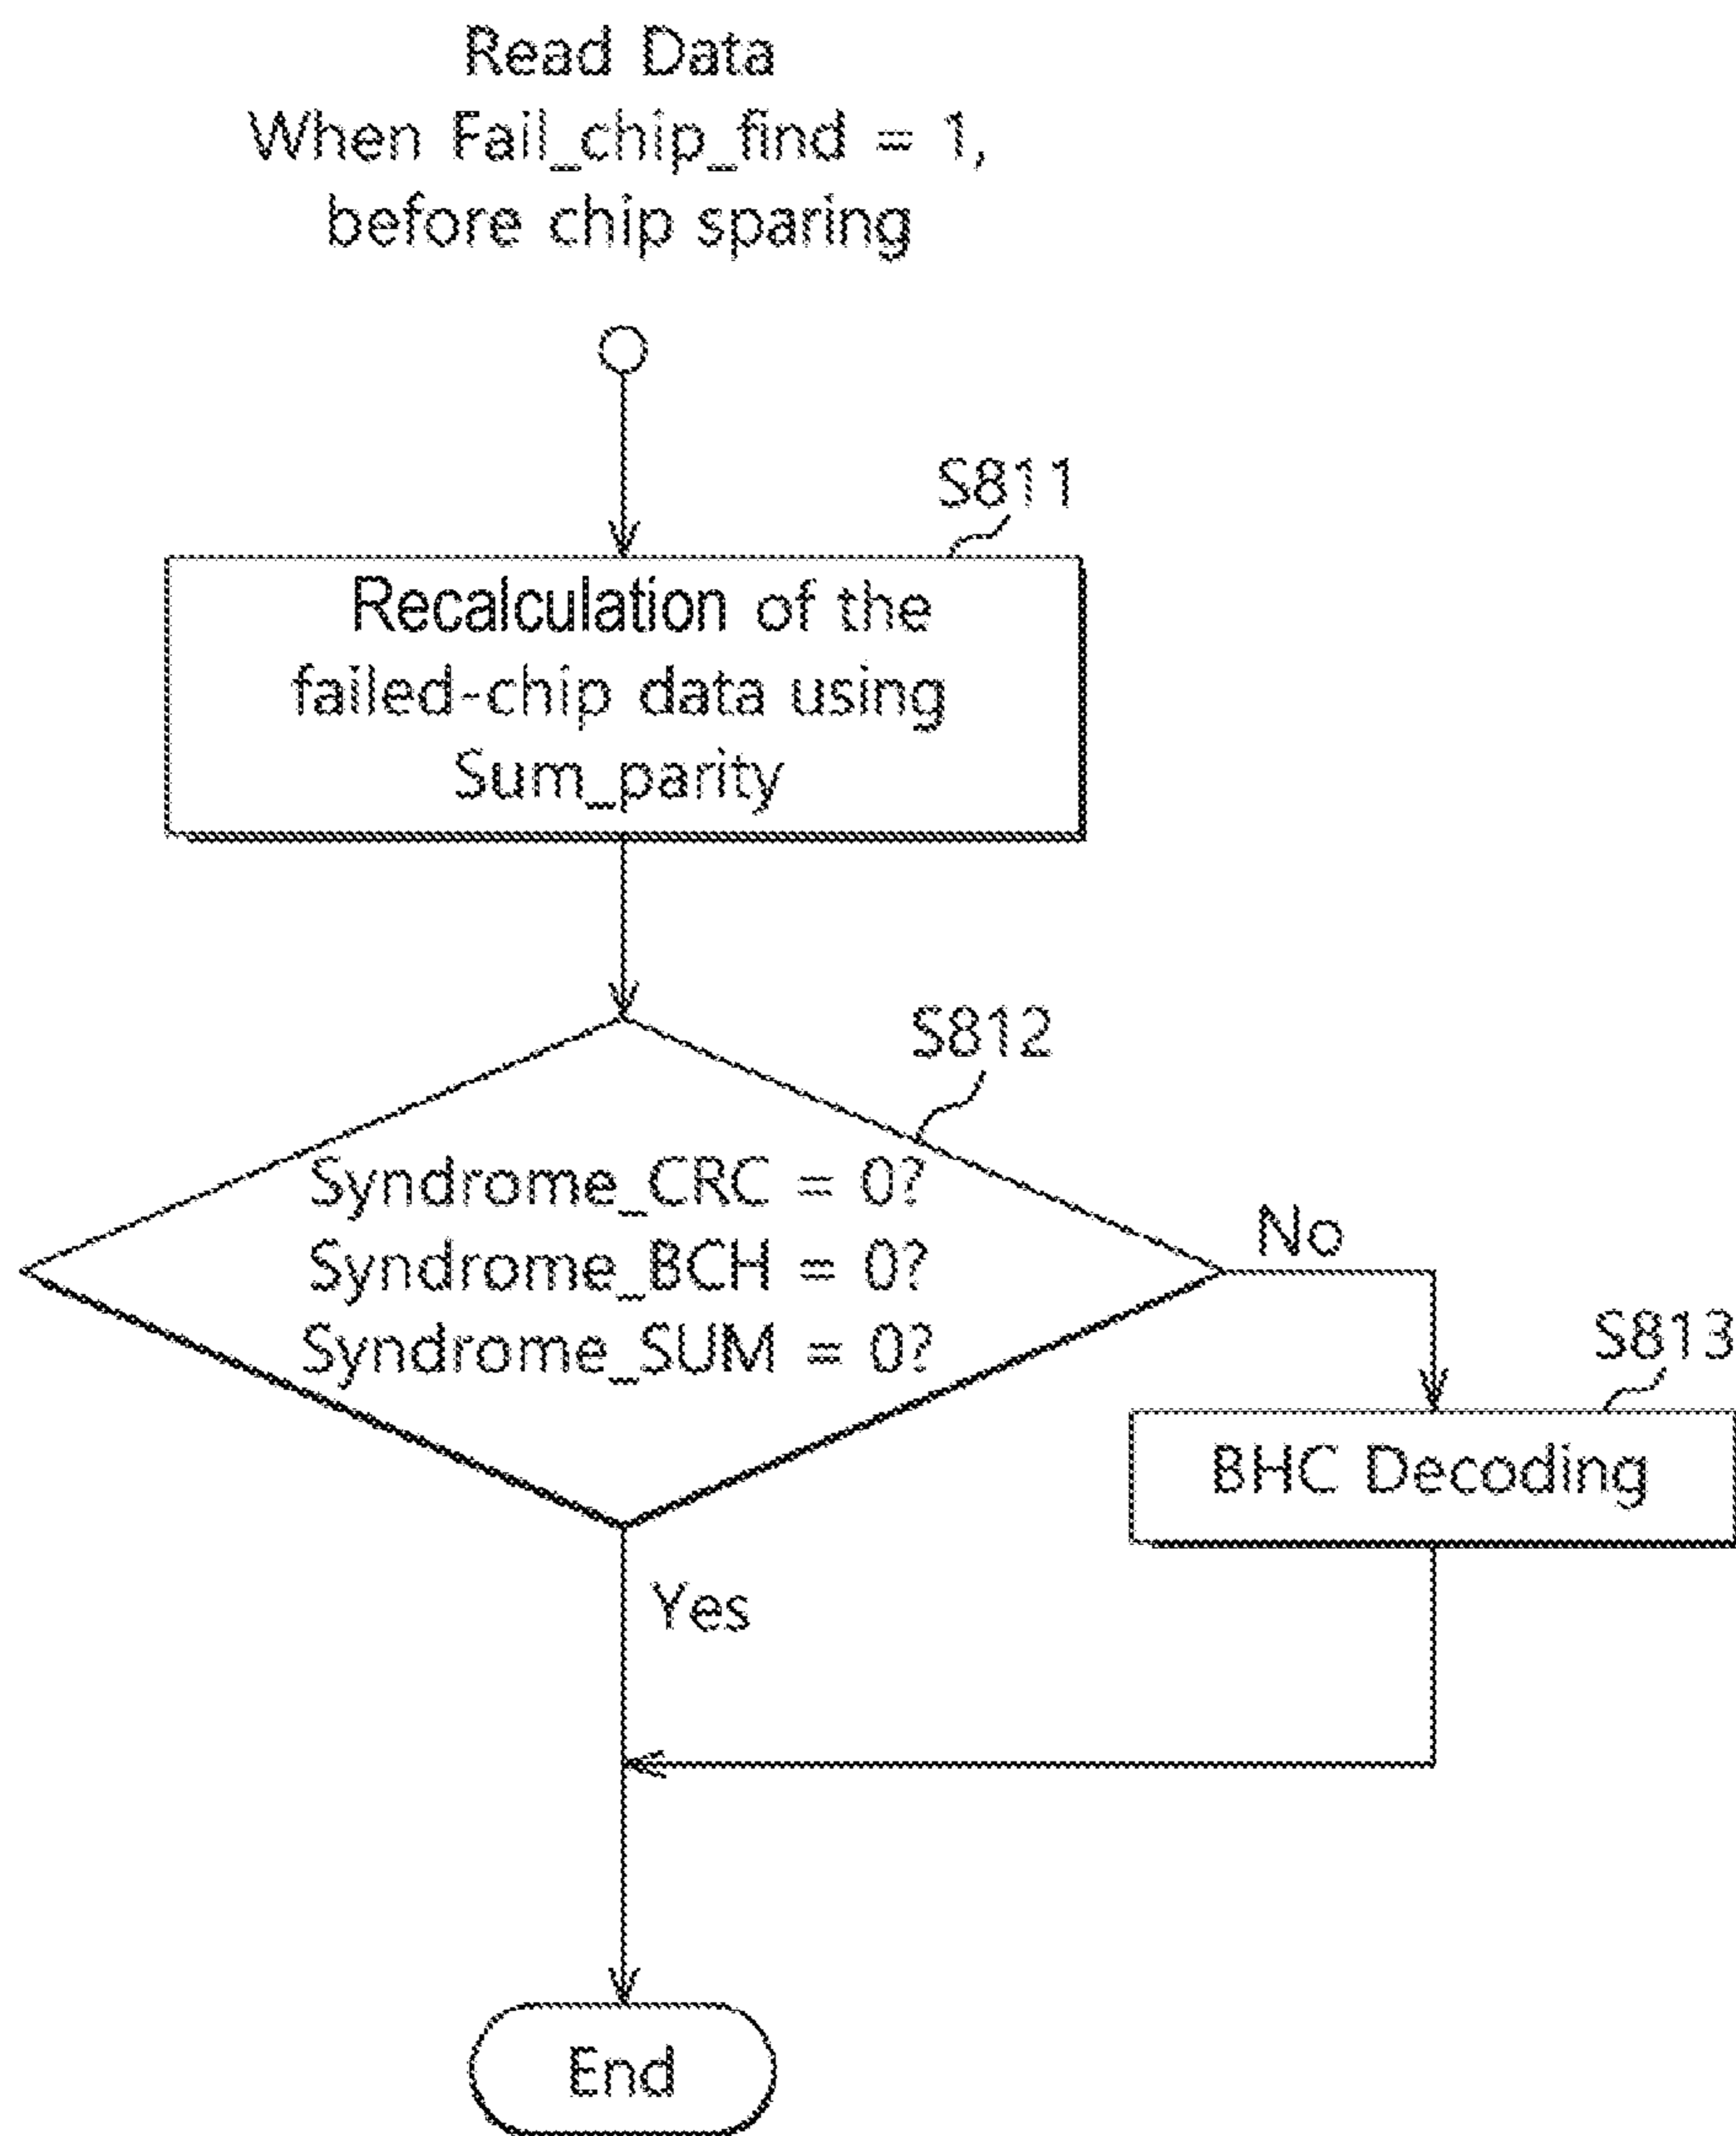 Read Data
When Fail_chip_find = 1,
before chip sparing
S811
Recalculation of the
failed-chip data using
Sum_parity
S812
Syndrome_CRC = 0?
Syndrome_BCH = 0?
Syndrome_SUM = 0?
No
S813
BHC Decoding
Yes
End